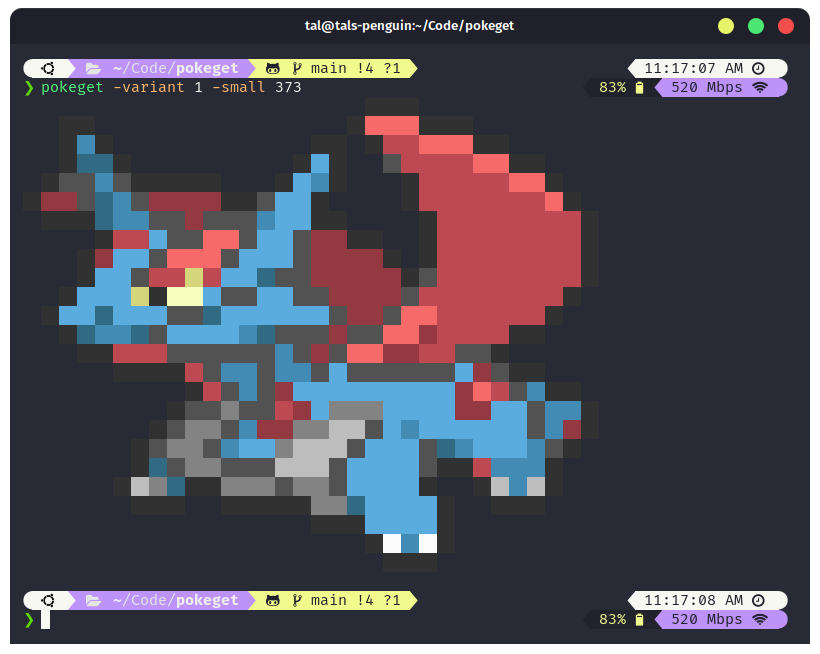 tal@tals-penguin:~/Code/pokeget
~/Code/pokeget main !4 ?1 11:17:07 AM
❯ pokeget -variant 1 -small 373 83% 520 Mbps
~/Code/pokeget main !4 ?1 11:17:08 AM
❯ 83% 520 Mbps